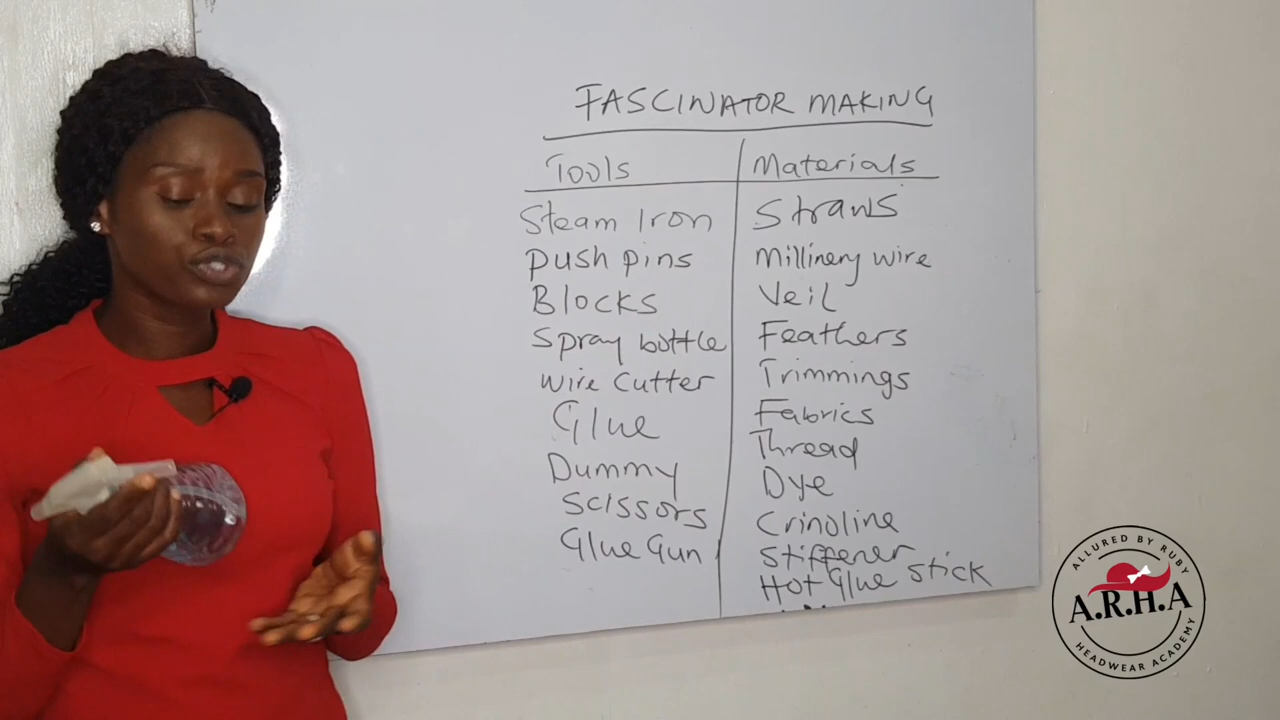 FASCINATOR MAKING
Tools
Steam Iron
push pins
Blocks
Spray bottle
wire cutter
Glue
Dummy
Scissors
Glue Gun
Materials
Straws
Millinery wire
Veil
Feathers
Trimmings
Fabrics
Thread
Dye
Crinoline
Stiffener
Hot Glue Stick
ALLURED BY RUBY
A.R.H.A
HEADWEAR ACADEMY